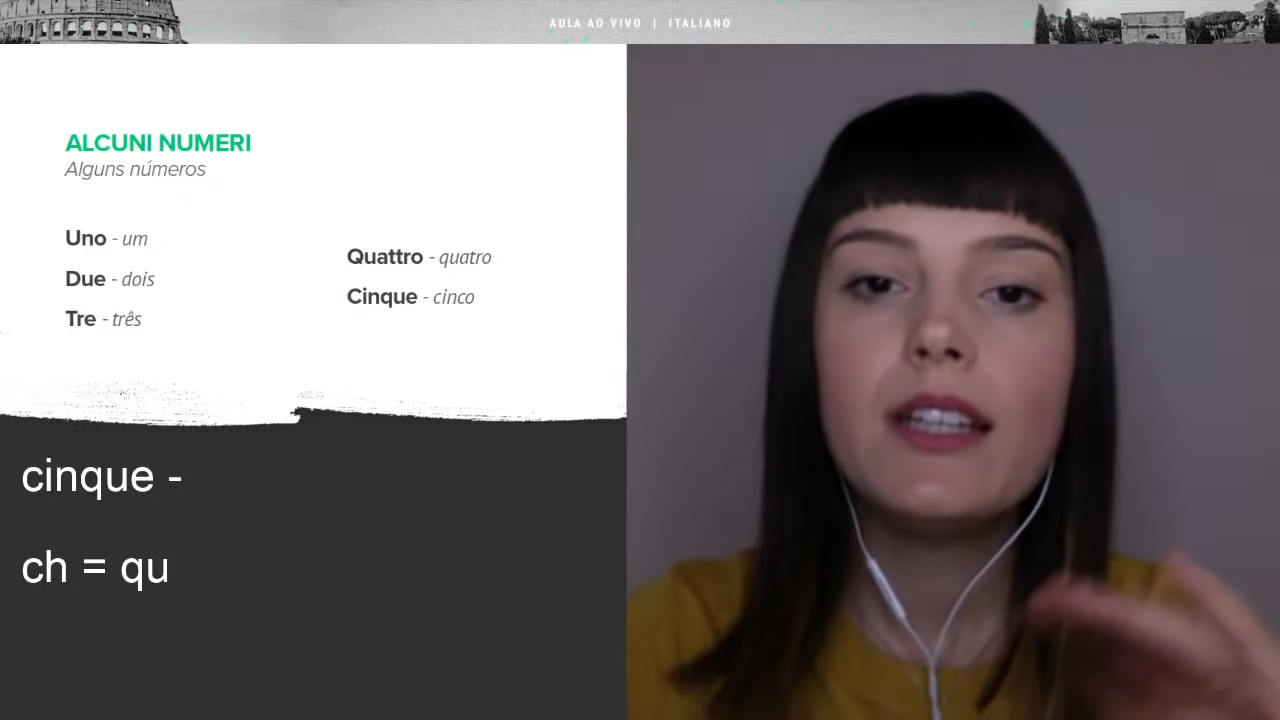 AULA AO VIVO | ITALIANO
ALCUNI NUMERI
Alguns números
Uno - um
Due - dois
Tre - três
Quattro - quatro
Cinque - cinco
cinque -
ch = qu